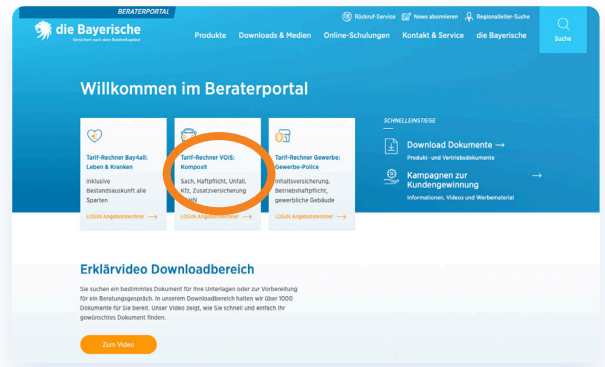 BERATERPORTAL
Rückruf-Service
News abonnieren
Regionalleiter-Suche
die Bayerische
Versichert nach dem Reinheitsgebot
Produkte
Downloads & Medien
Online-Schulungen
Kontakt & Service
die Bayerische
Suche
Willkommen im Beraterportal
Tarif-Rechner Bay4all:
Leben & Kranken
Inklusive
Bestandsauskunft alle
Sparten
LOGIN Angebotsrechner →
Tarif-Rechner VOIS:
Komposit
Sach, Haftpflicht, Unfall,
Kfz, Zusatzversicherung
LOGIN Angebotsrechner →
Tarif-Rechner Gewerbe:
Gewerbe-Police
Inhaltsversicherung,
Betriebshaftpflicht,
gewerbliche Gebäude
LOGIN Angebotsrechner →
SCHNELLEINSTIEGE
Download Dokumente →
Produkt- und Vertriebsdokumente
Kampagnen zur →
Kundengewinnung
Informationen, Videos und Werbematerial
Erklärvideo Downloadbereich
Sie suchen ein bestimmtes Dokument für Ihre Unterlagen oder zur Vorbereitung
für ein Beratungsgespräch. In unserem Downloadbereich halten wir über 1000
Dokumente für Sie bereit. Unser Video zeigt, wie Sie schnell und einfach Ihr
gewünschtes Dokument finden.
Zum Video